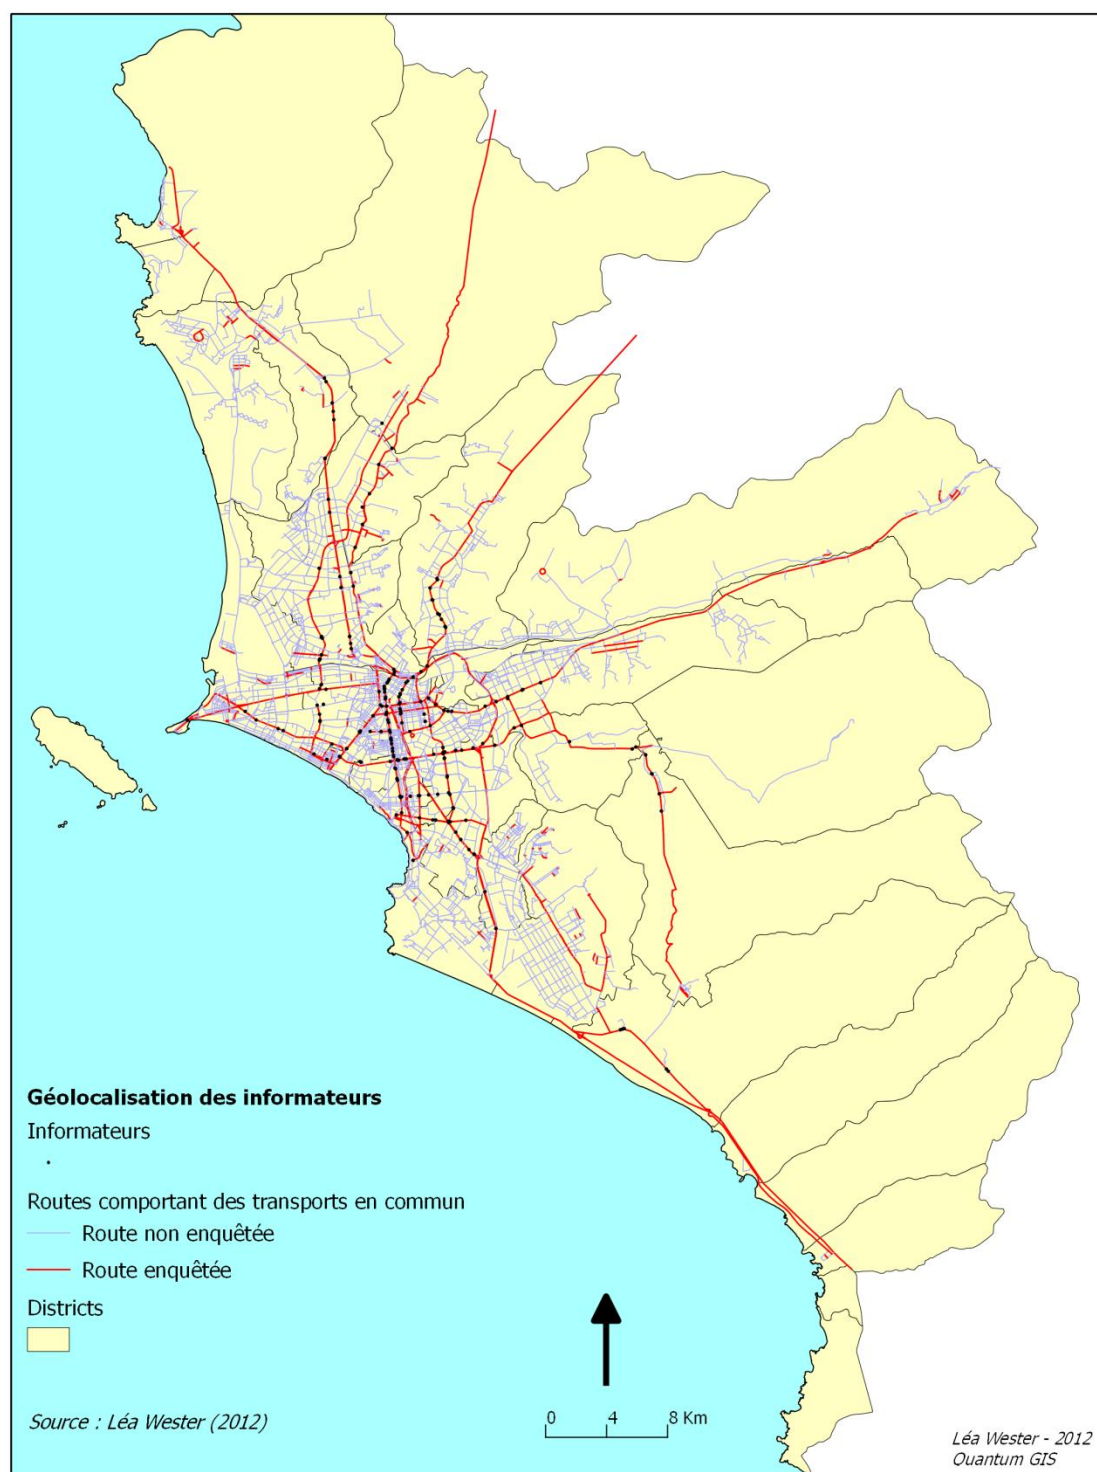 Géolocalisation des informateurs
Informateurs
Routes comportant des transports en commun
Route non enquêtée
Route enquêtée
Districts
Source : Léa Wester (2012)
0 4 8 Km
Léa Wester - 2012
Quantum GIS